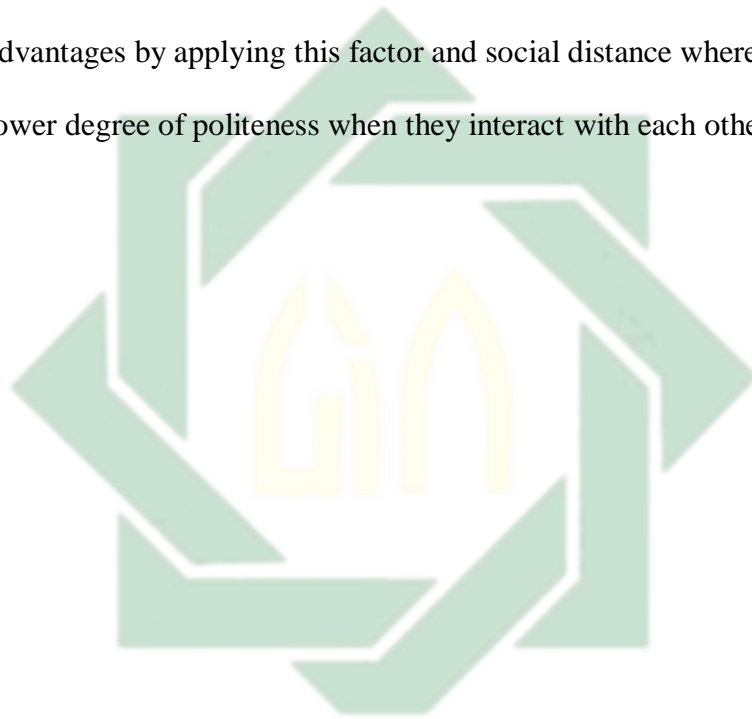 dvantages by applying this factor and social distance where
ower degree of politeness when they interact with each othe